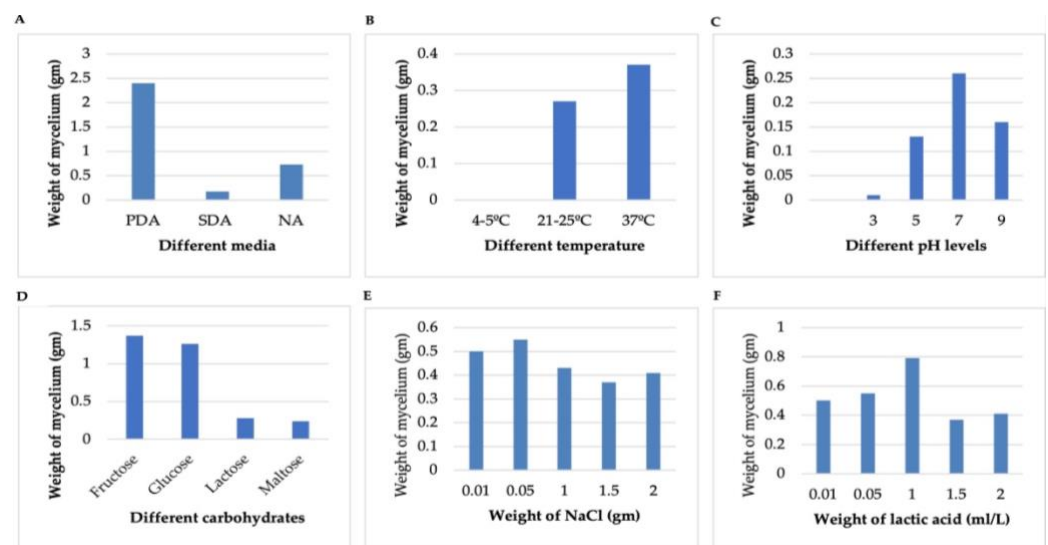 A
Weight of mycelium (gm)
3
2.5
2
1.5
1
0.5
0
PDA SDA NA
Different media
B
Weight of mycelium (gm)
0.4
0.3
0.2
0.1
0
4-5ºC 21-25ºC 37ºC
Different temperature
C
Weight of mycelium (gm)
0.3
0.25
0.2
0.15
0.1
0.05
0
3 5 7 9
Different pH levels
D
Weight of mycelium (gm)
1.5
1
0.5
0
Fructose Glucose Lactose Maltose
Different carbohydrates
E
Weight of mycelium (gm)
0.6
0.5
0.4
0.3
0.2
0.1
0
0.01 0.05 1 1.5 2
Weight of NaCl (gm)
F
Weight of mycelium (gm)
1
0.8
0.6
0.4
0.2
0
0.01 0.05 1 1.5 2
Weight of lactic acid (ml/L)